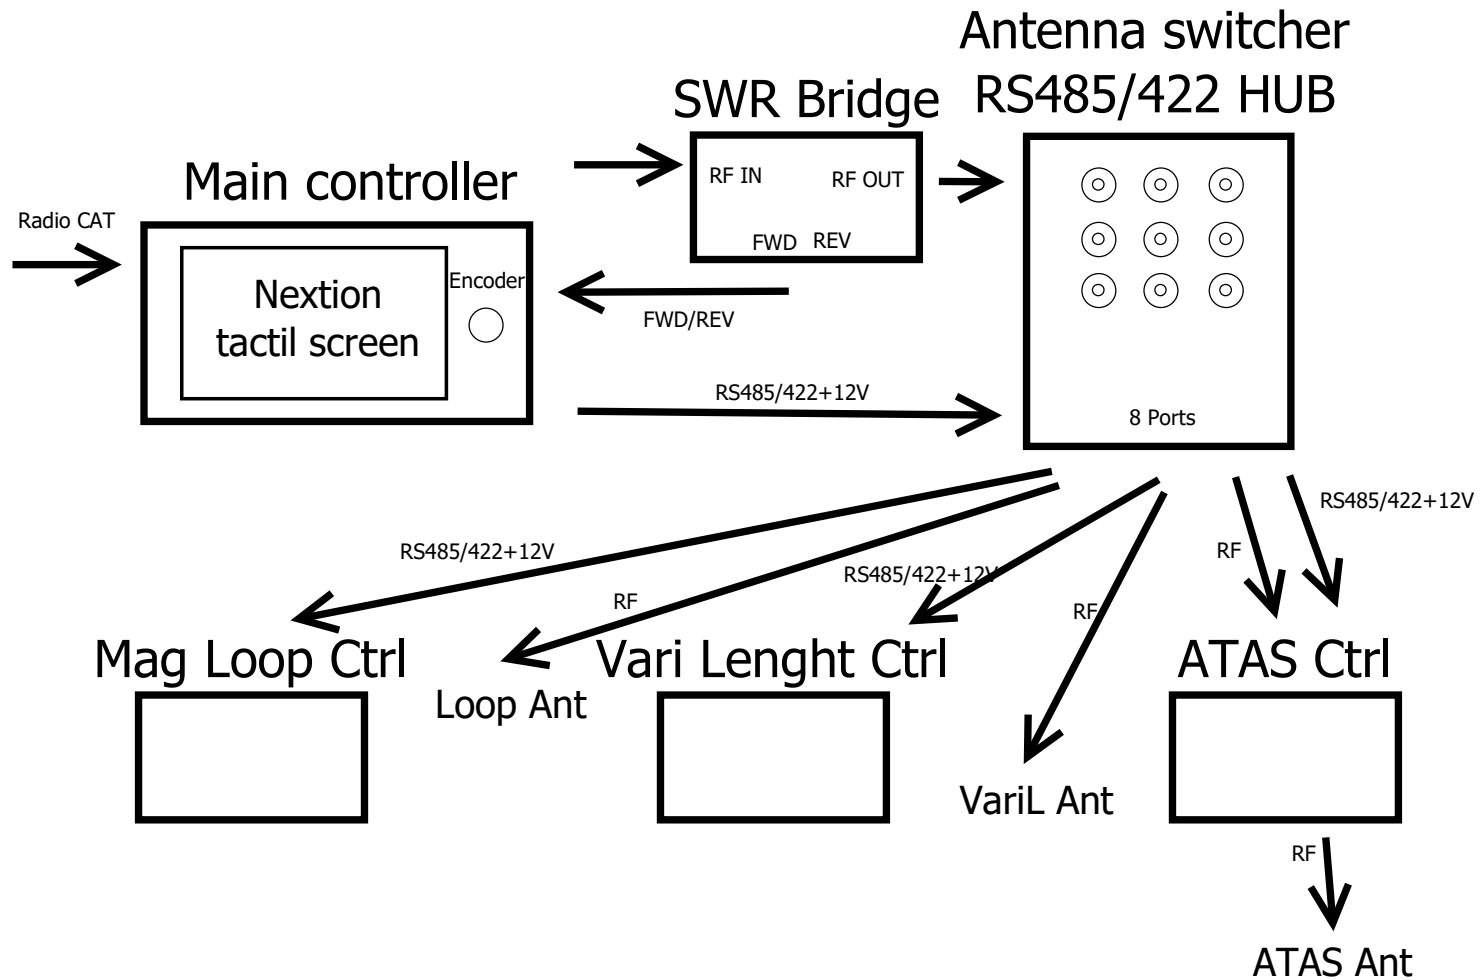 Antenna switcher
RS485/422 HUB
SWR Bridge
Main controller
RF IN
RF OUT
FWD
REV
Radio CAT
Nextion
tactil screen
Encoder
FWD/REV
RS485/422+12V
8 Ports
RS485/422+12V
RS485/422+12V
RF
RS485/422+12V
RF
RF
RF
Mag Loop Ctrl
Loop Ant
Vari Lenght Ctrl
VariL Ant
ATAS Ctrl
RF
ATAS Ant